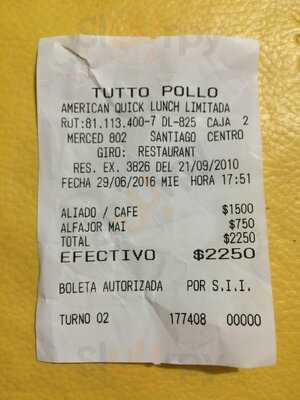 TUTTO POLLO
AMERICAN QUICK LUNCH LIMITADA
RUT:81.113.400-7 DL-825 CAJA 2
MERCED 802 SANTIAGO CENTRO
GIRO: RESTAURANT
RES. EX. 3826 DEL 21/09/2010
FECHA 29/06/2016 MIE HORA 17:51
ALIADO / CAFE $1500
ALFAJOR MAI $750
TOTAL $2250
EFECTIVO $2250
BOLETA AUTORIZADA POR S.I.I.
TURNO 02 177408 00000